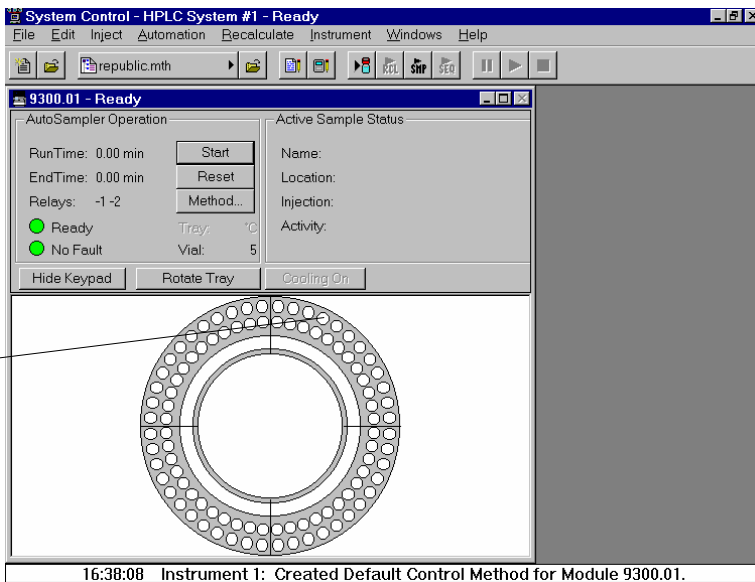 System Control - HPLC System #1 - Ready
File Edit Inject Automation Recalculate Instrument Windows Help
republic.mth RCL SMP SEQ
9300.01 - Ready
AutoSampler Operation Active Sample Status
RunTime: 0.00 min Start Name:
EndTime: 0.00 min Reset Location:
Relays: -1 -2 Method... Injection:
Ready Tray: °C Activity:
No Fault Vial: 5
Hide Keypad Rotate Tray Cooling On
16:38:08 Instrument 1: Created Default Control Method for Module 9300.01.